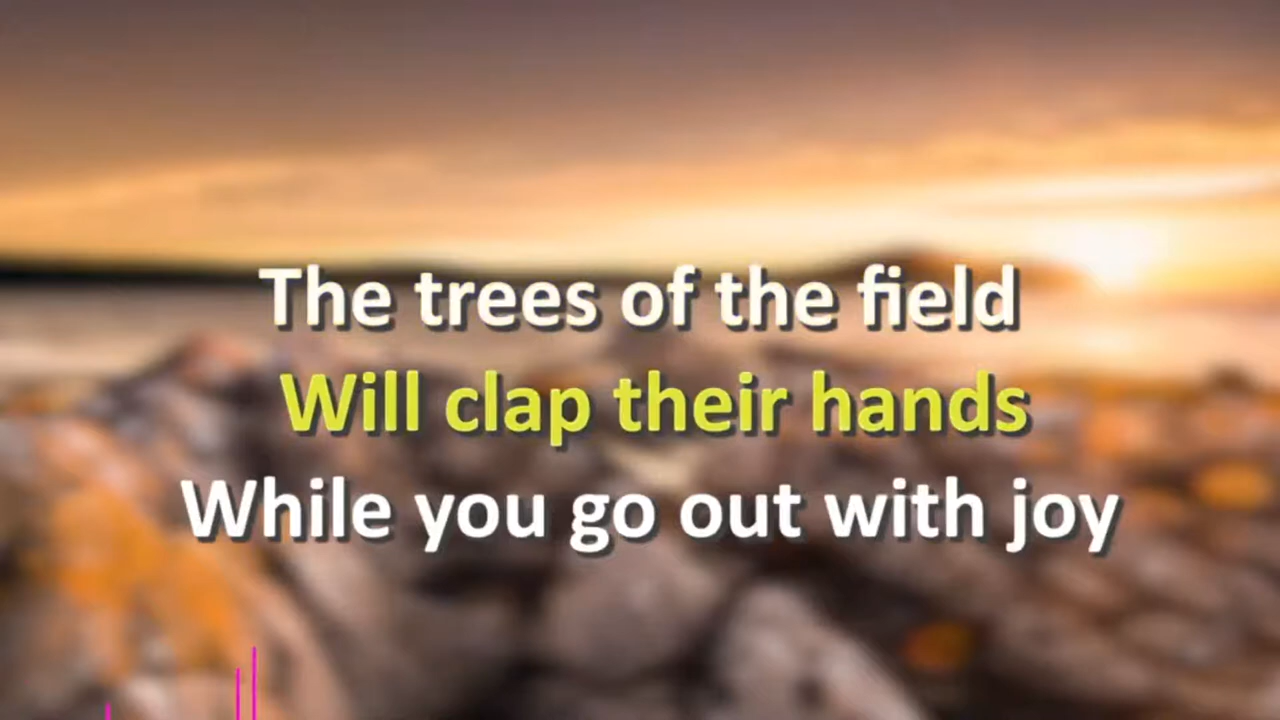 The trees of the field
Will clap their hands
While you go out with joy